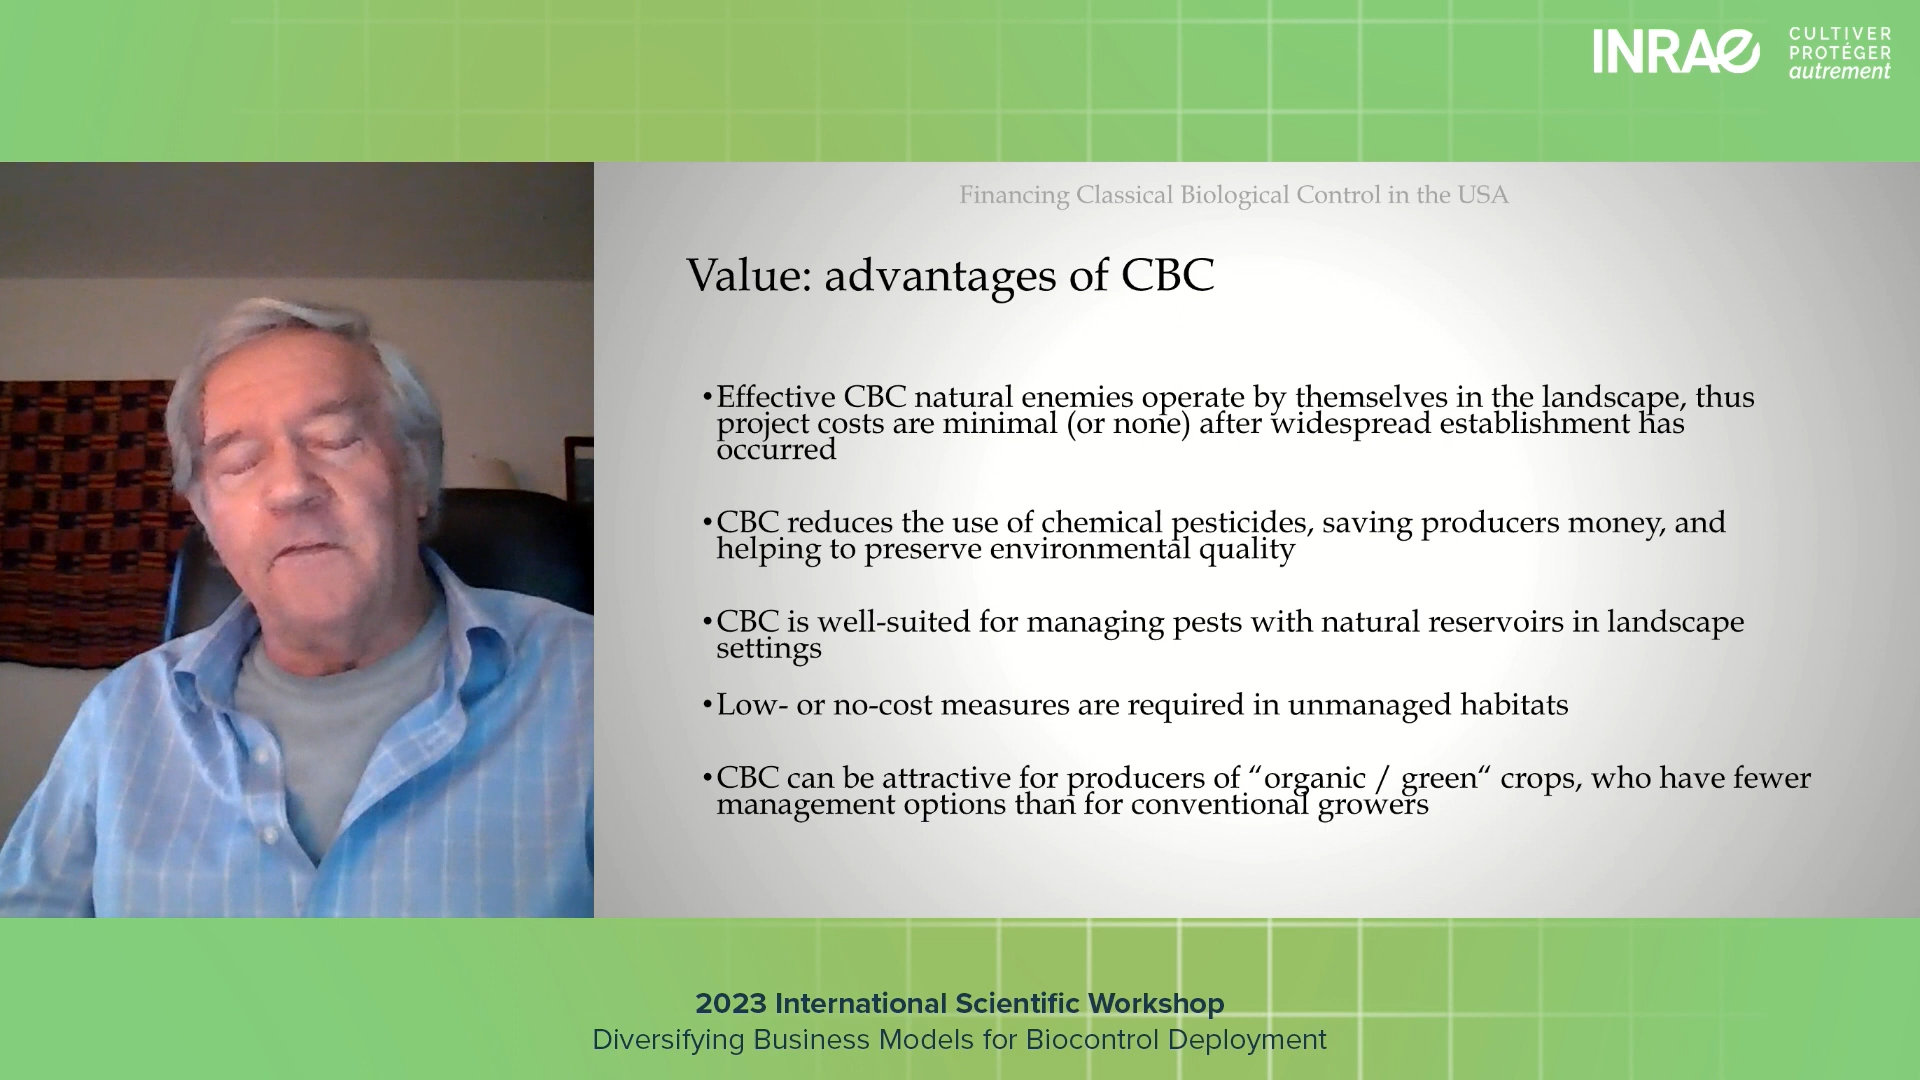 INRAE
CULTIVER
PROTÉGER
autrement
Financing Classical Biological Control in the USA
Value: advantages of CBC
•Effective CBC natural enemies operate by themselves in the landscape, thus
project costs are minimal (or none) after widespread establishment has
occurred
•CBC reduces the use of chemical pesticides, saving producers money, and
helping to preserve environmental quality
•CBC is well-suited for managing pests with natural reservoirs in landscape
settings
•Low- or no-cost measures are required in unmanaged habitats
•CBC can be attractive for producers of “organic / green“ crops, who have fewer
management options than for conventional growers
2023 International Scientific Workshop
Diversifying Business Models for Biocontrol Deployment